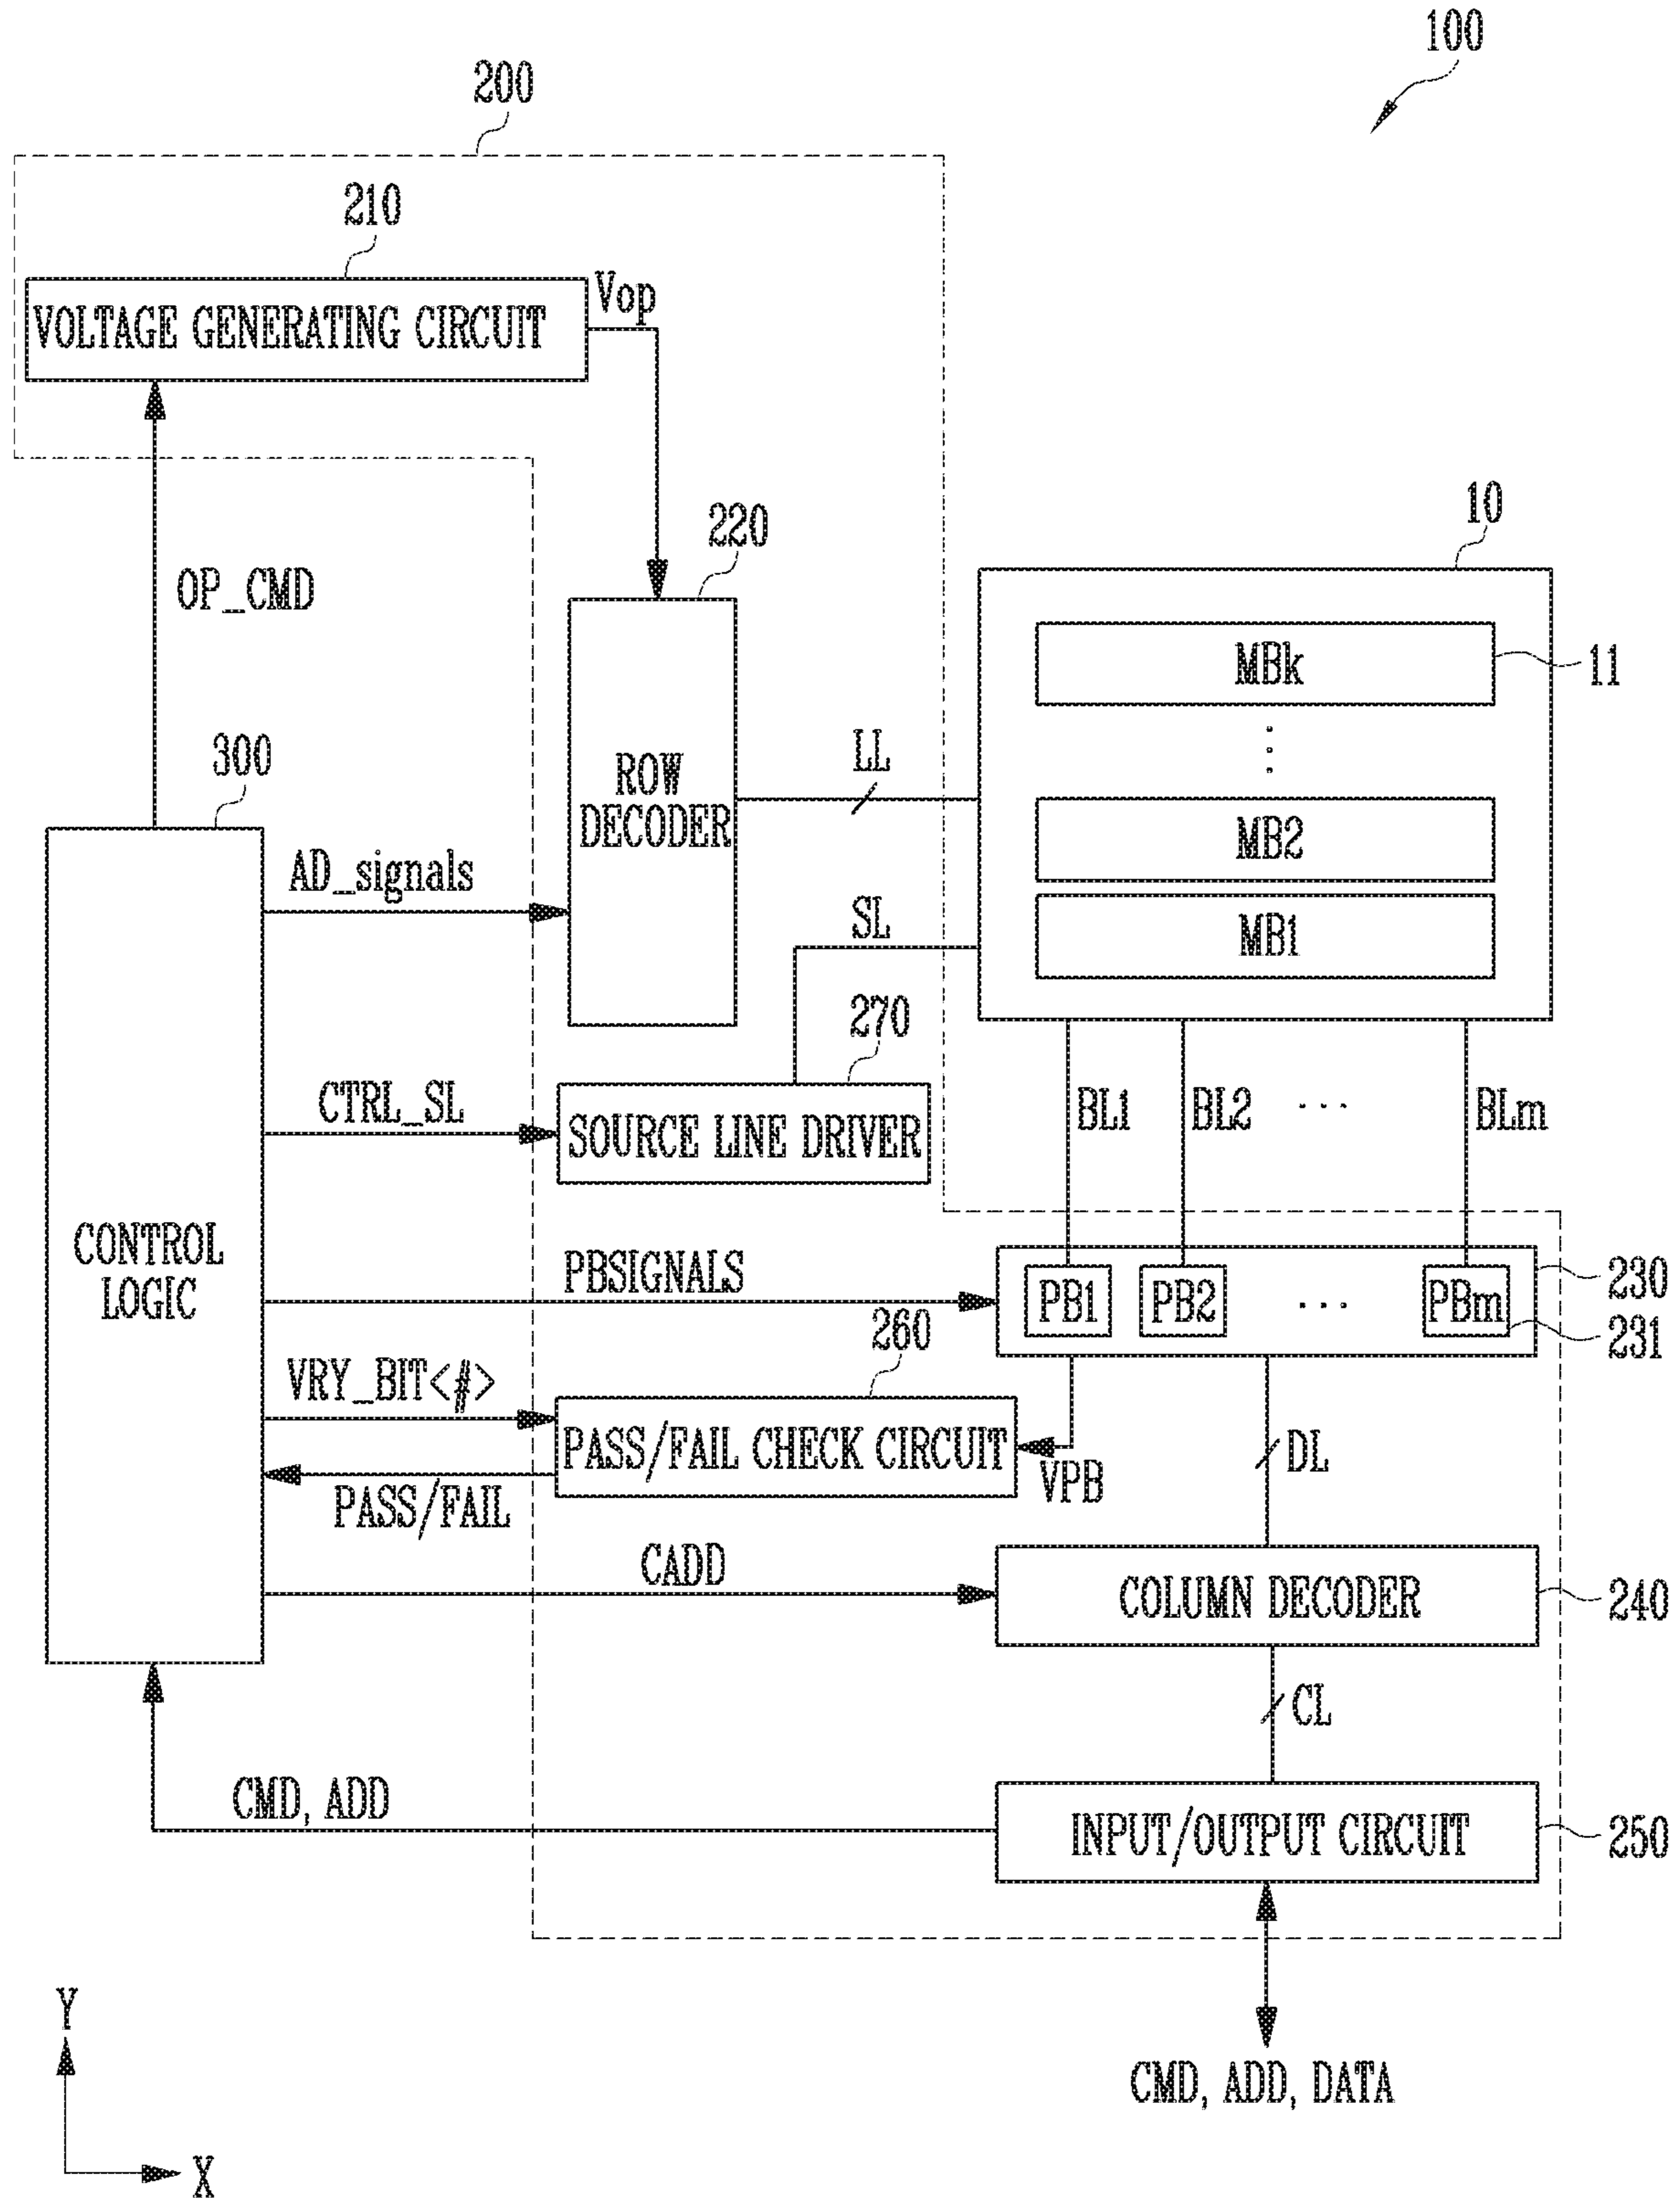 100
200
210
VOLTAGE GENERATING CIRCUIT
Vop
10
220
OP_CMD
MBk
11
300
ROW
DECODER
LL
MB2
AD_signals
SL
MB1
270
CTRL_SL
SOURCE LINE DRIVER
BL1
BL2
...
BLm
CONTROL
LOGIC
PBSIGNALS
PB1
PB2
...
PBm
230
231
260
VRY_BIT<#>
PASS/FAIL CHECK CIRCUIT
VPB
DL
PASS/FAIL
CADD
COLUMN DECODER
240
CL
CMD, ADD
INPUT/OUTPUT CIRCUIT
250
CMD, ADD, DATA
Y
X